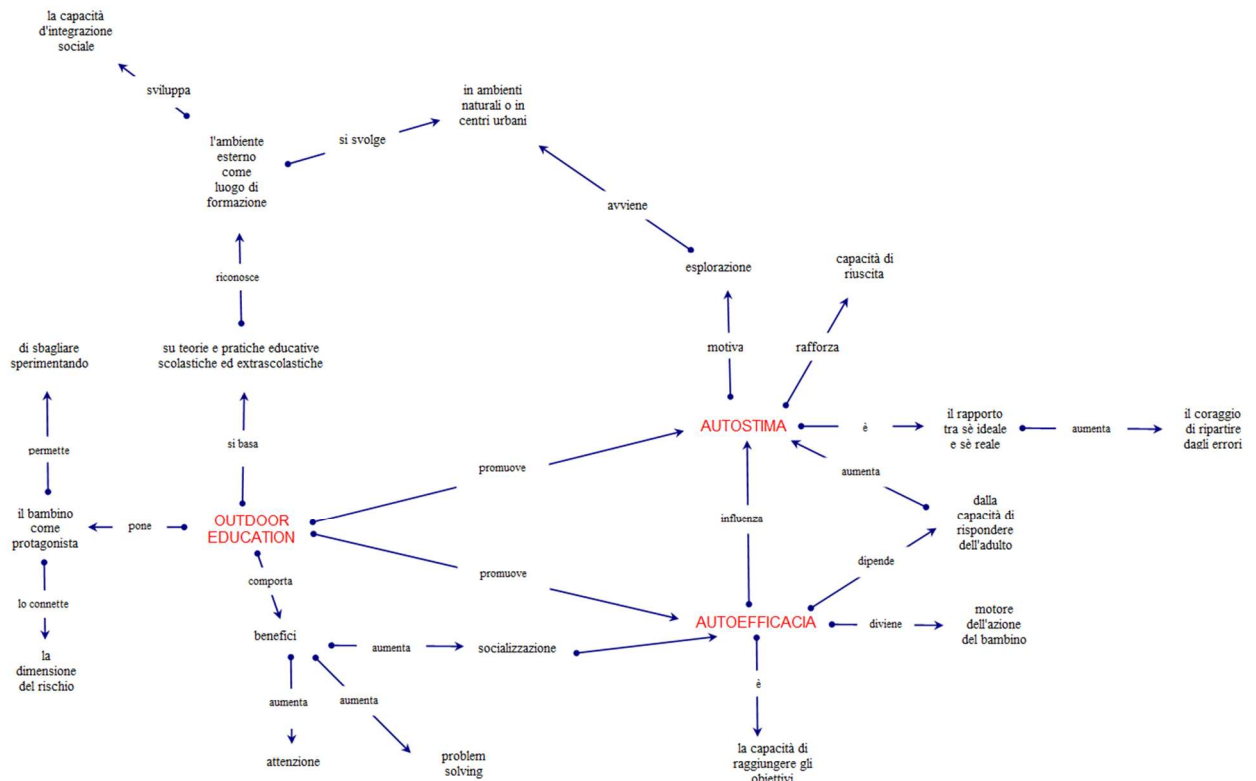 la capacità
d'integrazione
sociale
sviluppa
in ambienti
naturali o in
centri urbani
si svolge
l'ambiente
esterno
come
luogo di
formazione
avviene
esplorazione
capacità di
riuscita
riconosce
di sbagliare
sperimentando
su teorie e pratiche educative
scolastiche ed extrascolastiche
motiva
rafforza
AUTOSTIMA
è
il rapporto
tra sè ideale
e sè reale
aumenta
il coraggio
di ripartire
dagli errori
permette
si basa
promuove
aumenta
il bambino
come
protagonista
pone
OUTDOOR
EDUCATION
influenza
dalla
capacità di
rispondere
dell'adulto
comporta
promuove
dipende
lo connette
benefici
aumenta
socializzazione
AUTOEFFICACIA
diviene
motore
dell'azione
del bambino
la
dimensione
del rischio
aumenta
aumenta
è
attenzione
problem
solving
la capacità di
raggiungere gli
obiettivi